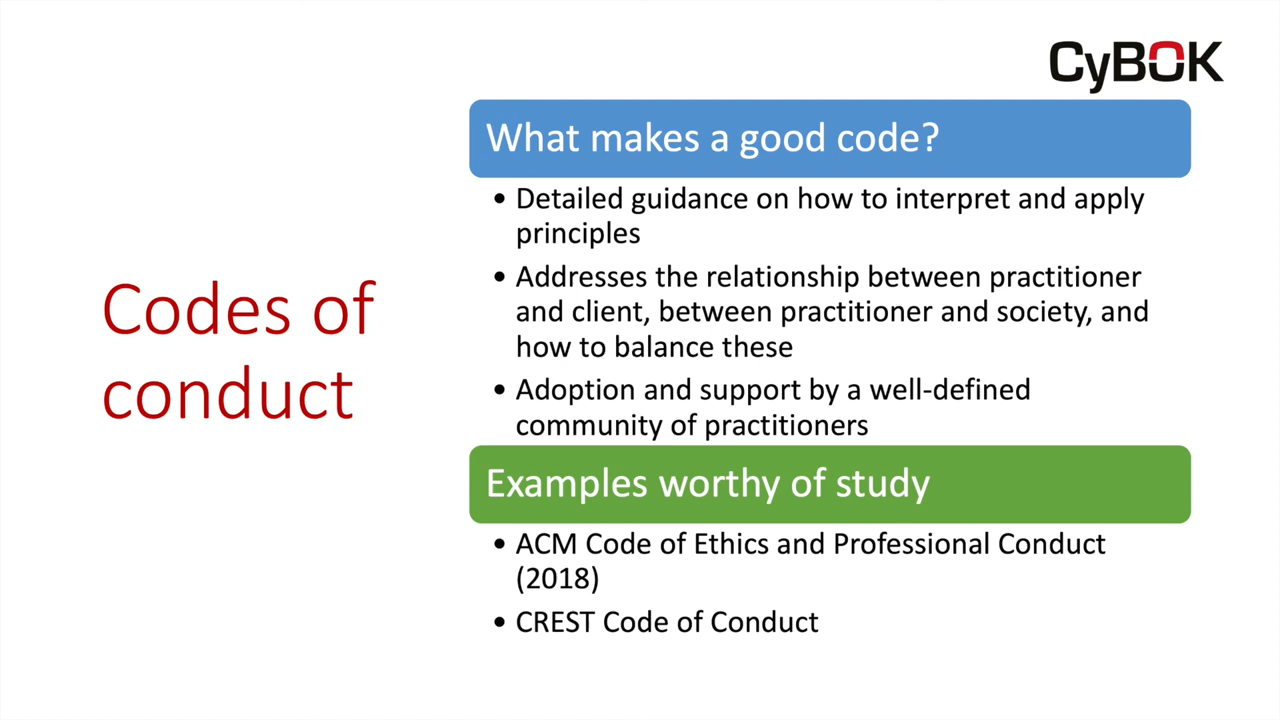 CyBOK
What makes a good code?
• Detailed guidance on how to interpret and apply
principles
• Addresses the relationship between practitioner
and client, between practitioner and society, and
how to balance these
• Adoption and support by a well-defined
community of practitioners
Codes of
conduct
Examples worthy of study
• ACM Code of Ethics and Professional Conduct
(2018)
• CREST Code of Conduct